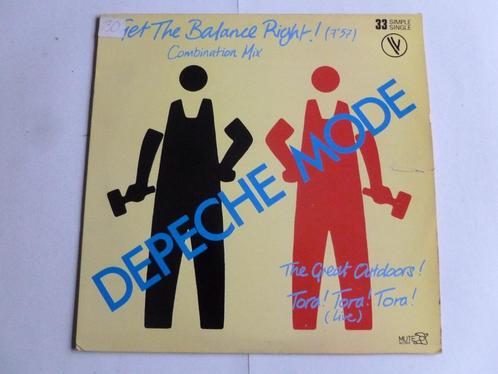 30
Get The Balance Right! (7'57)
Combination Mix
33 SIMPLE
SINGLE
DEPECHE MODE
The Great Outdoors!
Tora! Tora! Tora!
(Live)
MUTE